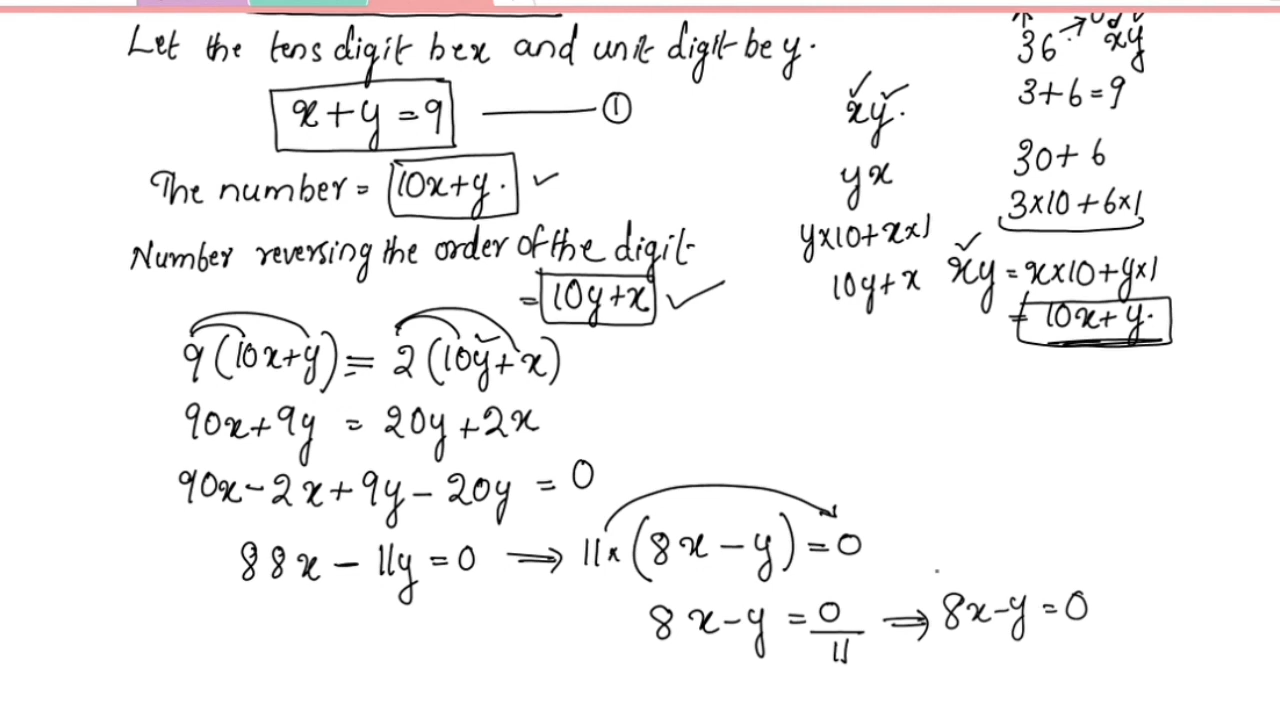 Let the tens digit be x and unit digit be y.
x + y = 9 ——— ①
The number = 10x+y. ✓
Number reversing the order of the digit
= 10y+x ✓
9(10x+y) = 2(10y+x)
90x+9y = 20y+2x
90x-2x+9y-20y = 0
88x - 11y = 0 ⟹ 11×(8x-y) = 0
8x-y = 0/11 ⟹ 8x-y = 0
xy.
yx
y×10+x×1
10y+x
36 → xy
3+6=9
30+6
3×10+6×1
xy = x×10+y×1
= 10x+y.